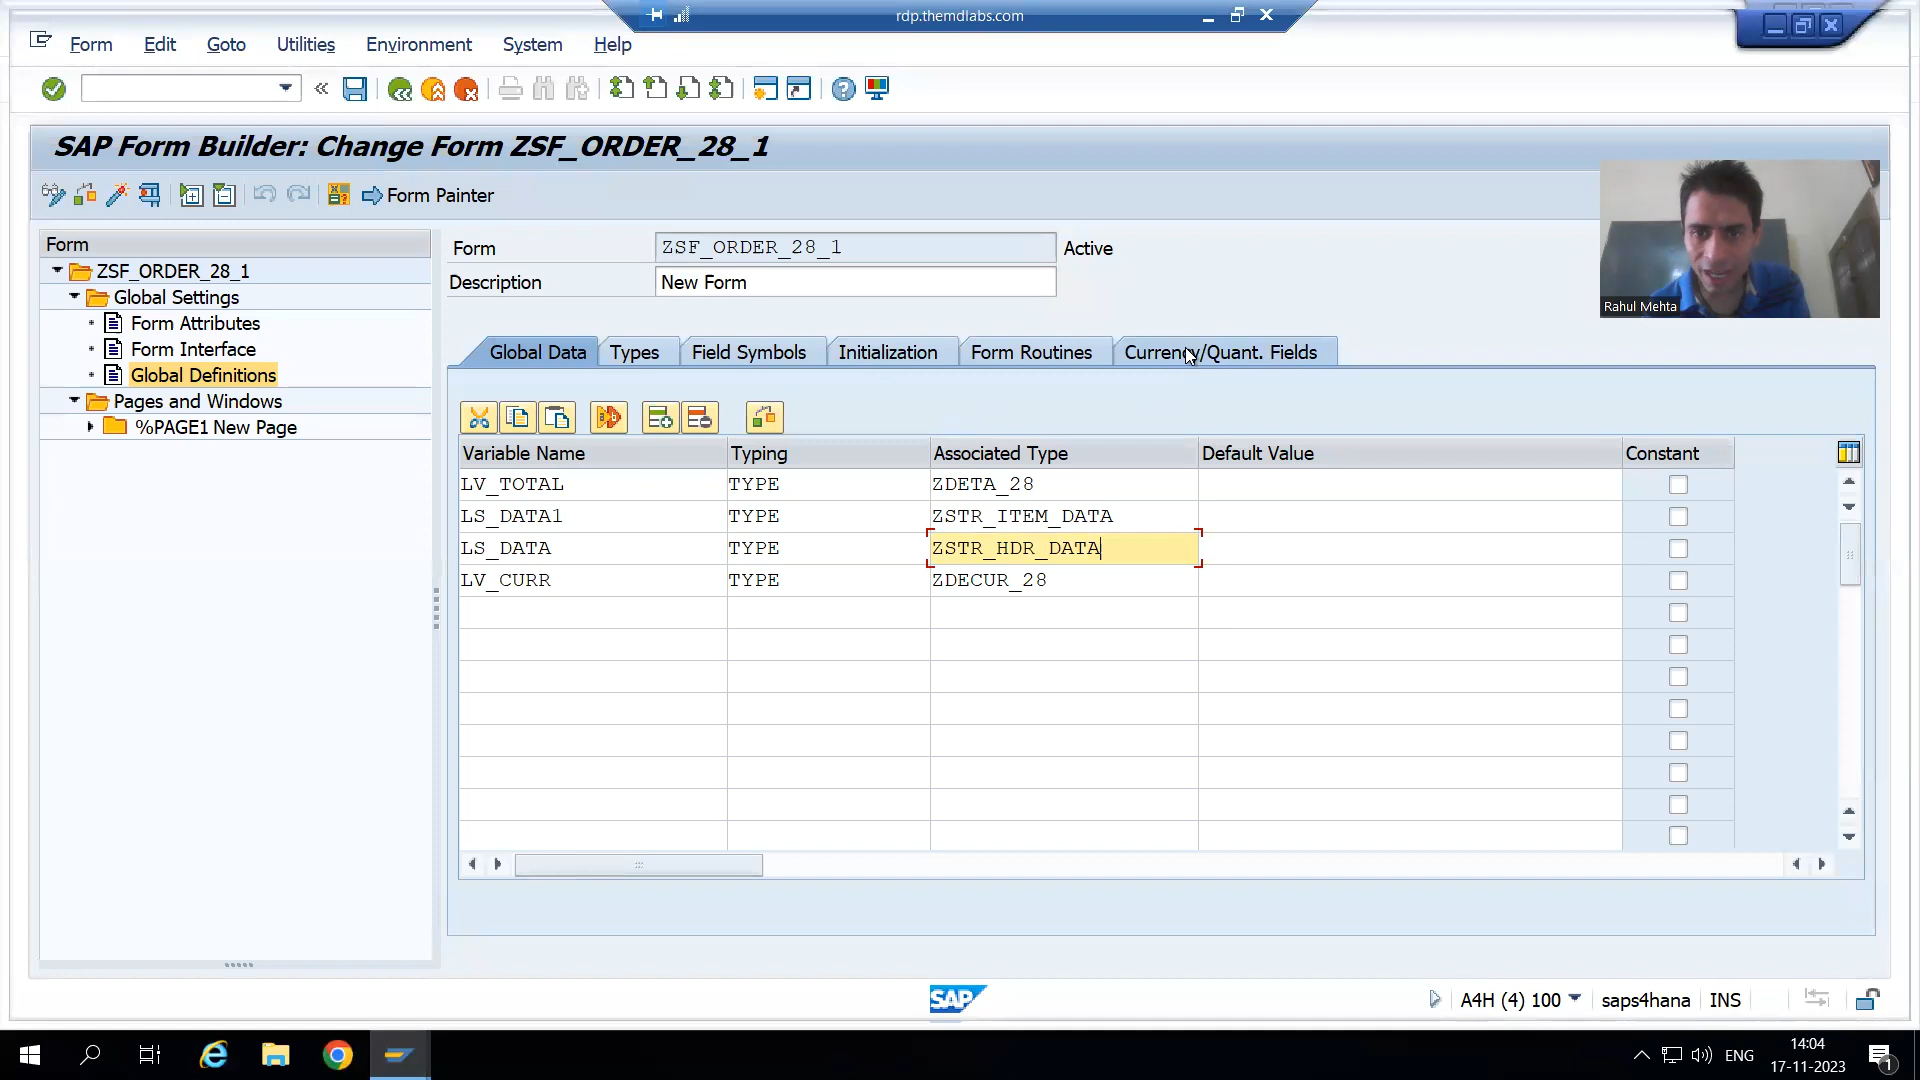 rdp.themdlabs.com
Form Edit Goto Utilities Environment System Help
SAP Form Builder: Change Form ZSF_ORDER_28_1
Form Painter
Rahul Mehta
Form
ZSF_ORDER_28_1
Global Settings
Form Attributes
Form Interface
Global Definitions
Pages and Windows
%PAGE1 New Page
Form ZSF_ORDER_28_1 Active
Description New Form
Global Data Types Field Symbols Initialization Form Routines Currency/Quant. Fields
Variable Name Typing Associated Type Default Value Constant
LV_TOTAL TYPE ZDETA_28
LS_DATA1 TYPE ZSTR_ITEM_DATA
LS_DATA TYPE ZSTR_HDR_DATA
LV_CURR TYPE ZDECUR_28
SAP
A4H (4) 100 saps4hana INS
ENG
14:04
17-11-2023
1